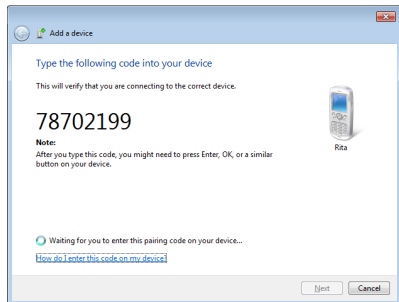 Add a device
Type the following code into your device
This will verify that you are connecting to the correct device.
78702199
Note:
After you type this code, you might need to press Enter, OK, or a similar
button on your device.
Rita
Waiting for you to enter this pairing code on your device...
How do I enter this code on my device?
Next Cancel